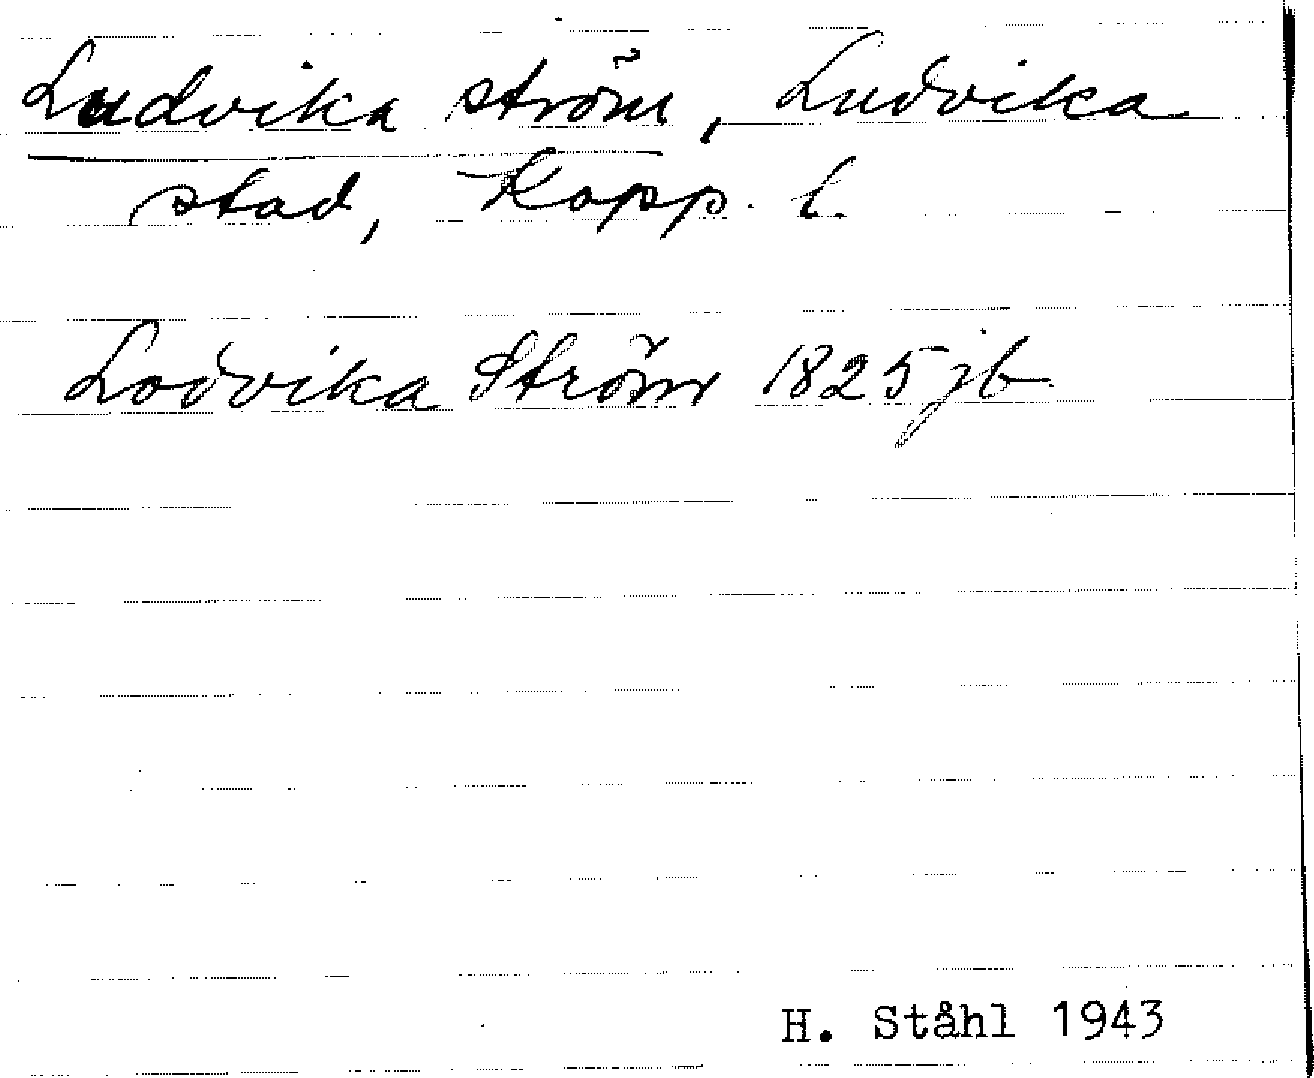 Ludvika ström, Ludvika
stad, Kopp. l.
Lodvika Ström 1825 jb
H. Ståhl 1943